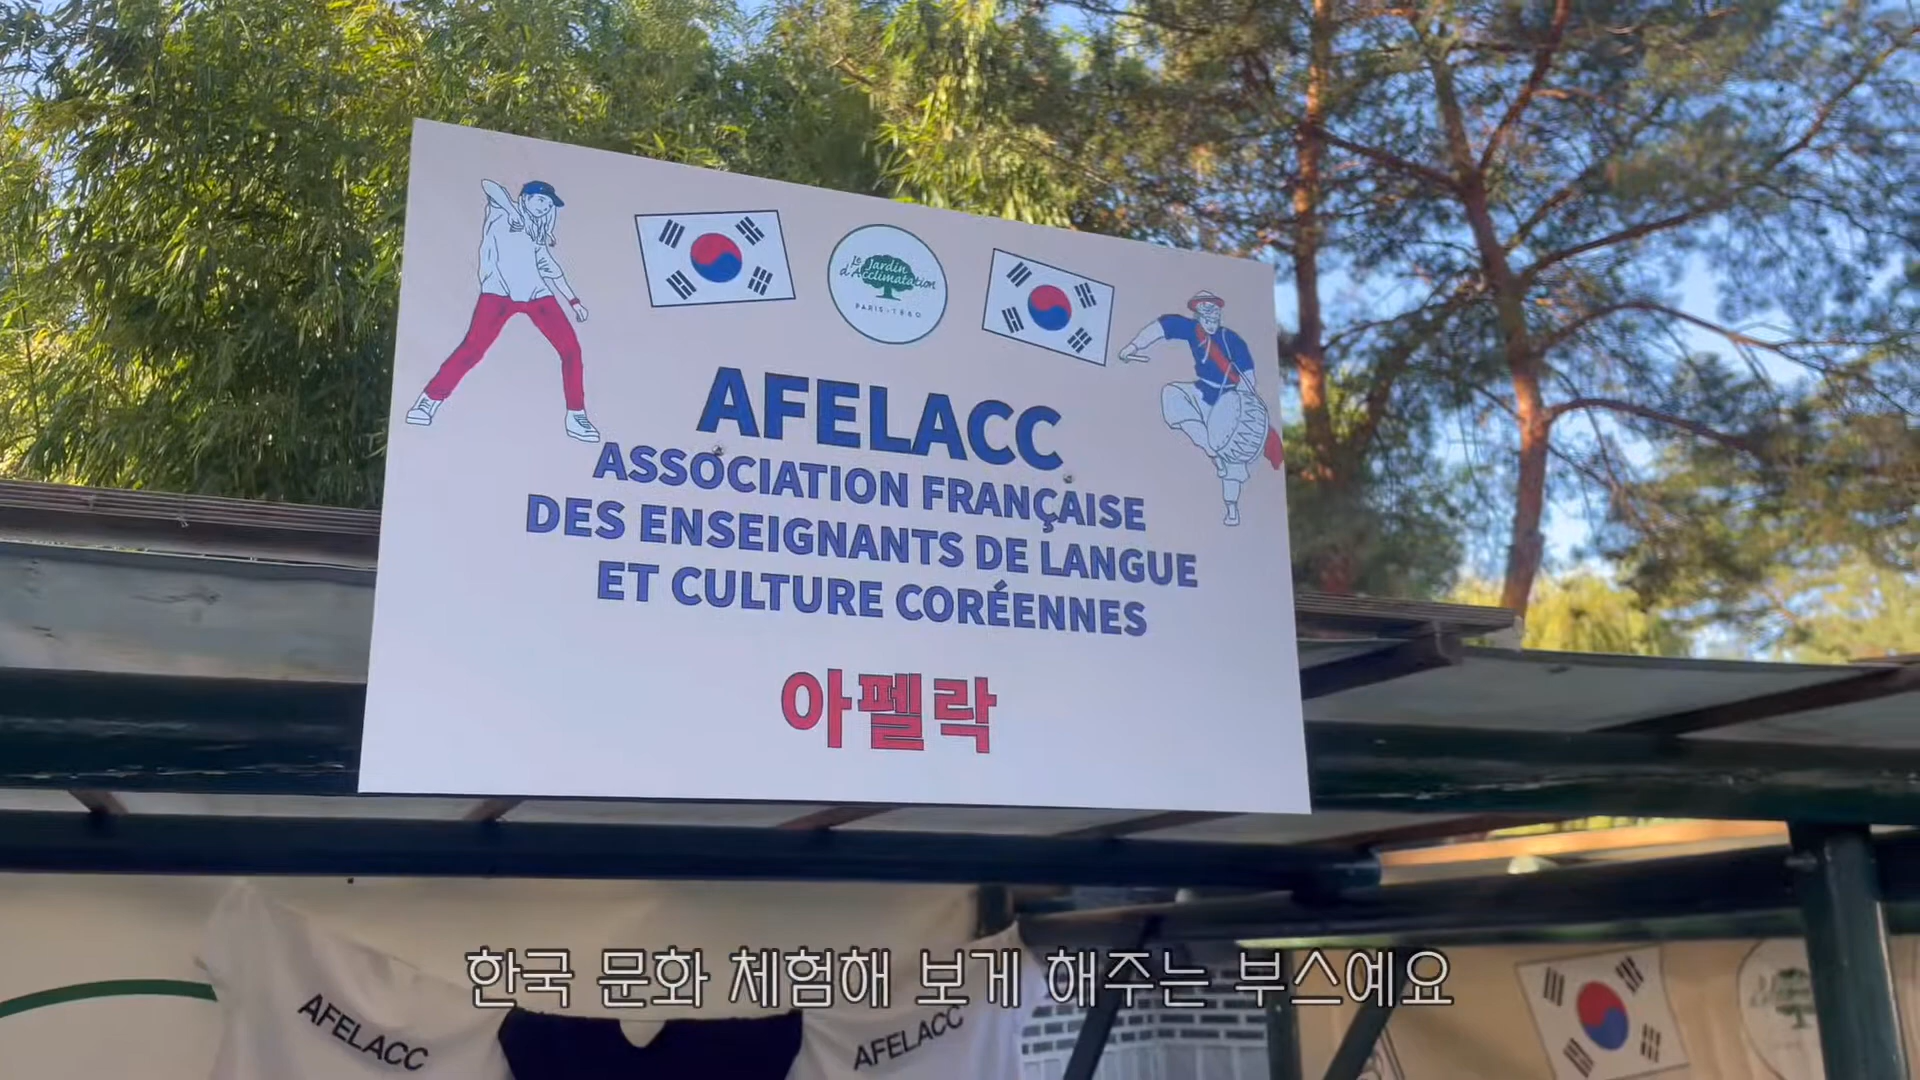 Le Jardin
d'Acclimatation
PARIS · 1860
AFELACC
ASSOCIATION FRANÇAISE
DES ENSEIGNANTS DE LANGUE
ET CULTURE CORÉENNES
아펠락
한국 문화 체험해 보게 해주는 부스예요
AFELACC
AFELACC